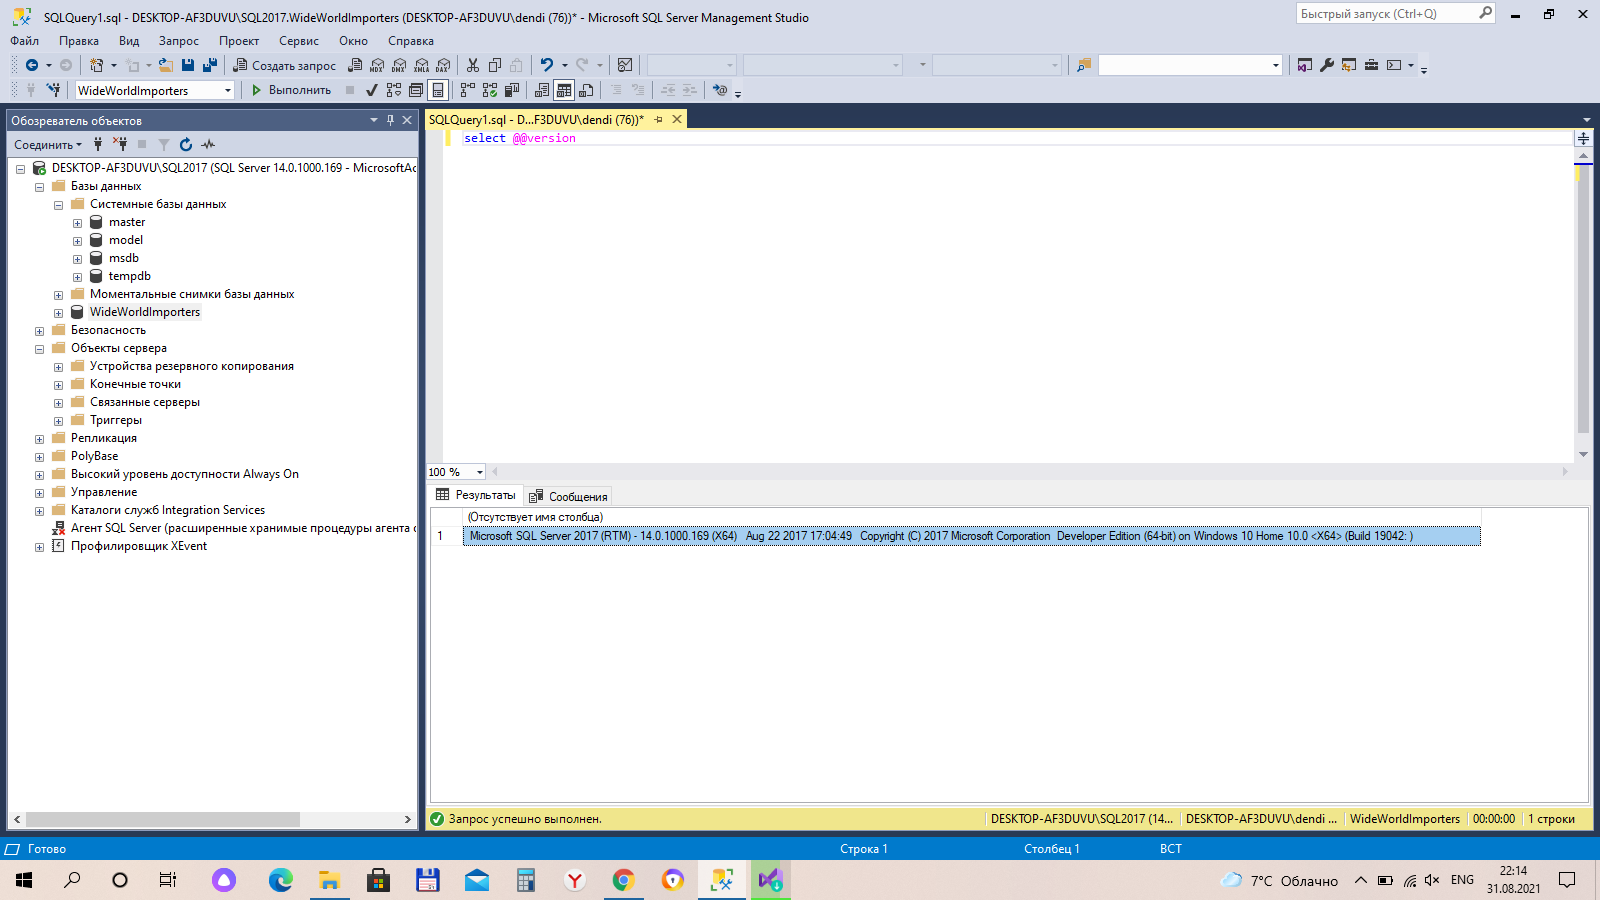 SQLQuery1.sql - DESKTOP-AF3DUVU\SQL2017.WideWorldImporters (DESKTOP-AF3DUVU\dendi (76))* - Microsoft SQL Server Management Studio
Быстрый запуск (Ctrl+Q)
Файл Правка Вид Запрос Проект Сервис Окно Справка
Создать запрос MDX DMX XMLA DAX
WideWorldImporters Выполнить
Обозреватель объектов
Соединить
DESKTOP-AF3DUVU\SQL2017 (SQL Server 14.0.1000.169 - MicrosoftAc
Базы данных
Системные базы данных
master
model
msdb
tempdb
Моментальные снимки базы данных
WideWorldImporters
Безопасность
Объекты сервера
Устройства резервного копирования
Конечные точки
Связанные серверы
Триггеры
Репликация
PolyBase
Высокий уровень доступности Always On
Управление
Каталоги служб Integration Services
Агент SQL Server (расширенные хранимые процедуры агента
Профилировщик XEvent
SQLQuery1.sql - D...F3DUVU\dendi (76))*
select @@version
100 %
Результаты Сообщения
(Отсутствует имя столбца)
1 Microsoft SQL Server 2017 (RTM) - 14.0.1000.169 (X64) Aug 22 2017 17:04:49 Copyright (C) 2017 Microsoft Corporation Developer Edition (64-bit) on Windows 10 Home 10.0 <X64> (Build 19042: )
Запрос успешно выполнен. DESKTOP-AF3DUVU\SQL2017 (14... DESKTOP-AF3DUVU\dendi ... WideWorldImporters 00:00:00 1 строки
Готово Строка 1 Столбец 1 ВСТ
7°C Облачно ENG 22:14
31.08.2021